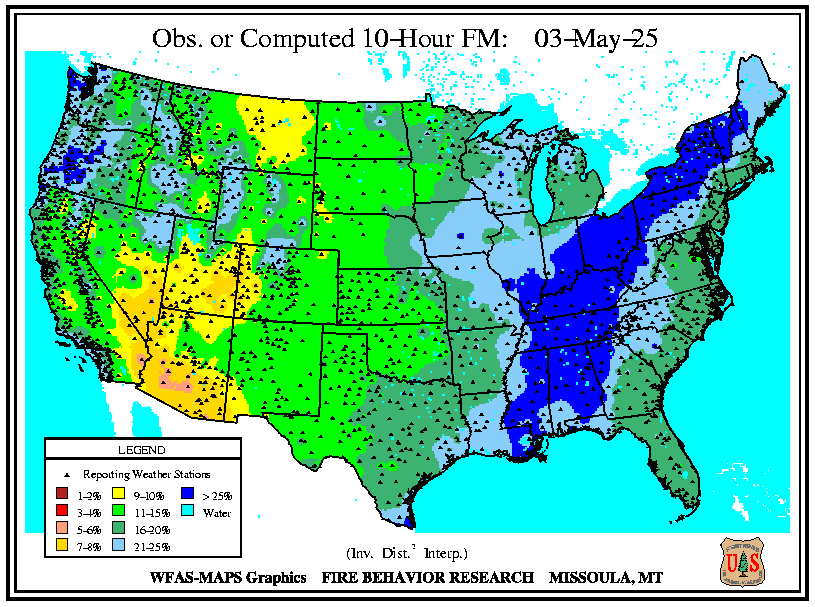 Obs. or Computed 10-Hour FM: 03-May-25
LEGEND
Reporting Weather Stations
1-2% 9-10% > 25%
3-4% 11-15% Water
5-6% 16-20%
7-8% 21-25%
(Inv. Dist.² Interp.)
WFAS-MAPS Graphics FIRE BEHAVIOR RESEARCH MISSOULA, MT
U S